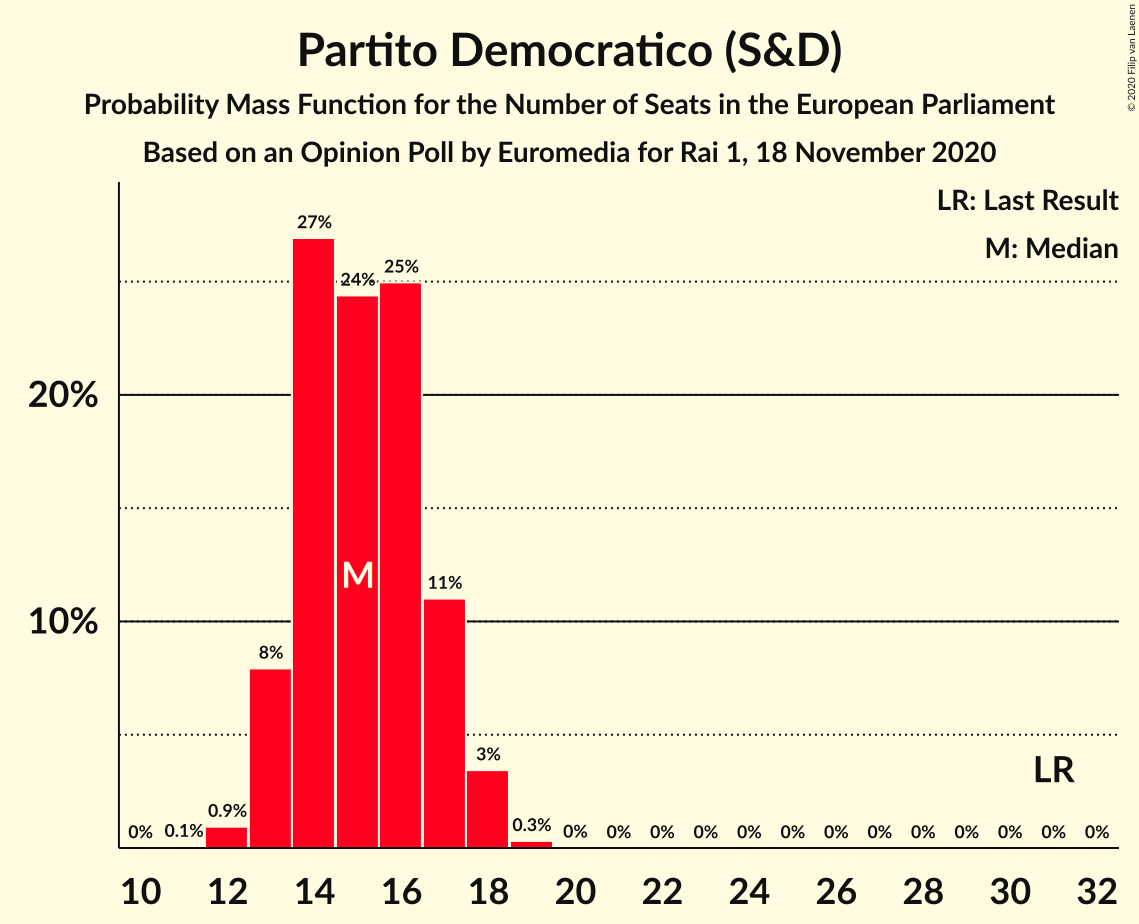 Partito Democratico (S&D)
Probability Mass Function for the Number of Seats in the European Parliament
Based on an Opinion Poll by Euromedia for Rai 1, 18 November 2020
© 2020 Filip van Laenen
LR: Last Result
M: Median
27%
25%
24%
20%
11%
M
10%
8%
3%
LR
0.9%
0.3%
0% 0.1% 0% 0% 0% 0% 0% 0% 0% 0% 0% 0% 0% 0% 0%
10 12 14 16 18 20 22 24 26 28 30 32